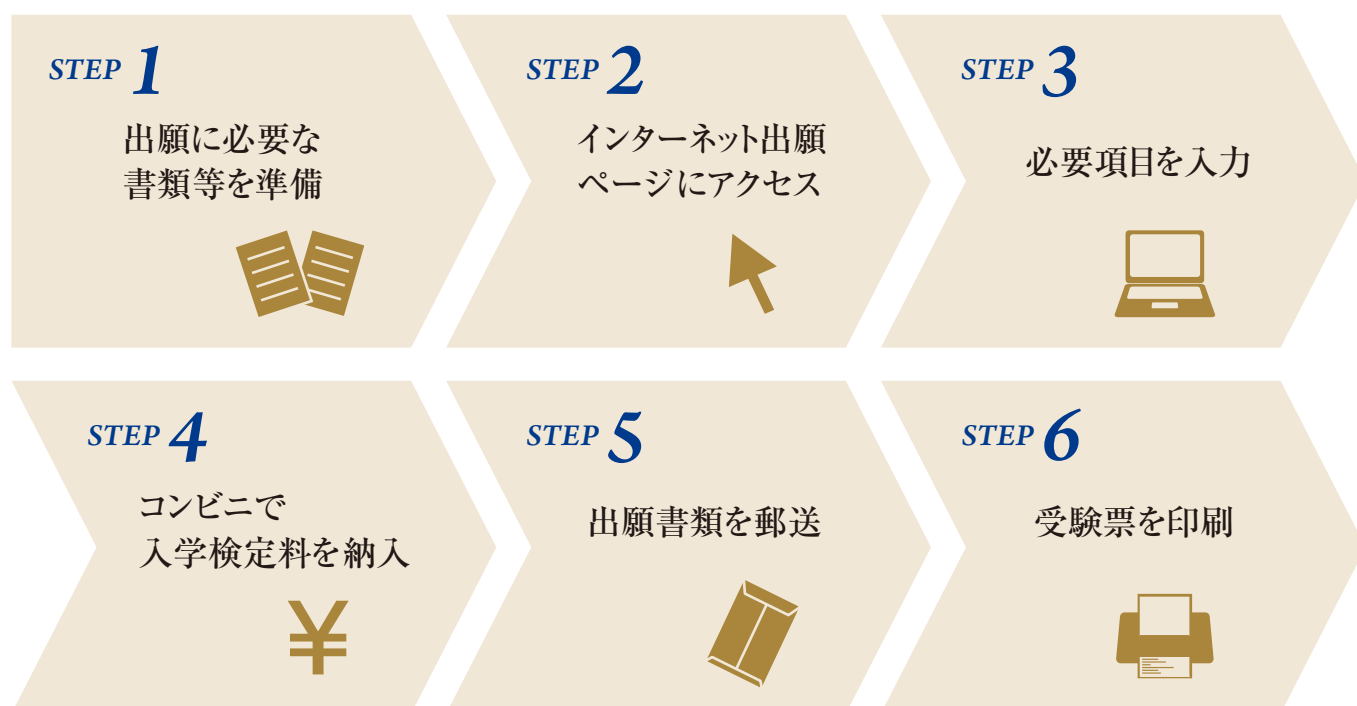 STEP 1
出願に必要な
書類等を準備
STEP 2
インターネット出願
ページにアクセス
STEP 3
必要項目を入力
STEP 4
コンビニで
入学検定料を納入
¥
STEP 5
出願書類を郵送
STEP 6
受験票を印刷